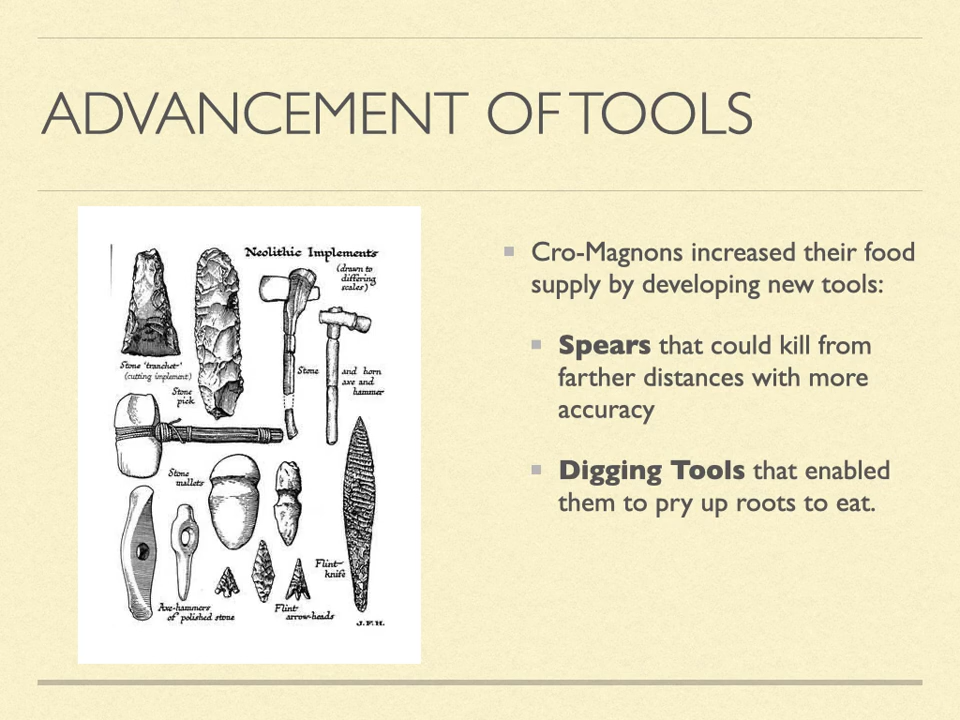 ADVANCEMENT OF TOOLS
Neolithic Implements
(drawn to
differing
scales)
Stone 'tranchet'
(cutting implement)
Stone
pick
Stone
and horn
axe and
hammer
Stone
mallets
Flint
knife
Axe-hammers
of polished stone
Flint
arrow-heads
J.F.H.
Cro-Magnons increased their food
supply by developing new tools:
Spears that could kill from
farther distances with more
accuracy
Digging Tools that enabled
them to pry up roots to eat.